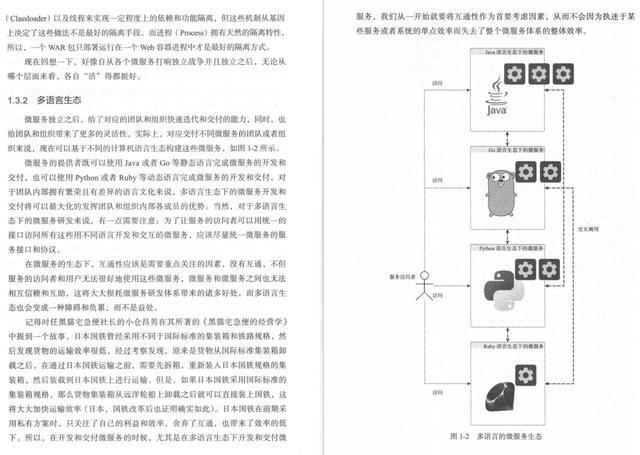 （Classloader）以及线程来实现一定程度上的依赖和功能隔离，但这些机制从基因
上决定了这些做法不是最好的隔离手段。而进程（Process）拥有天然的隔离特性，
所以，一个 WAR 包只部署运行在一个 Web 容器进程中才是最好的隔离方式。
现在回想一下，好像自从各个微服务打响独立战争并且独立之后，无论从
哪个层面来看，各自“活”得都挺好。
1.3.2 多语言生态
微服务独立之后，给了对应的团队和组织快速迭代和交付的能力，同时，也
给团队和组织带来了更多的灵活性，实际上，对应交付不同微服务的团队或者组
织来说，现在可以基于不同的计算机语言生态构建这些微服务，如图 1-2 所示。
微服务的提供者既可以使用 Java 或者 Go 等静态语言完成微服务的开发和
交付，也可以使用 Python 或者 Ruby 等动态语言完成微服务的开发和交付，对
于团队内部拥有繁荣且有差异的语言文化来说，多语言生态下的微服务开发和
交付将可以最大化的发挥团队和组织内部各成员的优势。当然，对于多语言生
态下的微服务研发来说，有一点需要注意：为了让服务的访问者可以用统一的
接口访问所有这些用不同语言开发和交互的微服务，应该尽量统一微服务的服
务接口和协议。
在微服务的生态下，互通性应该是需要重点关注的因素，没有互通，不但
服务的访问者和用户无法很好地使用这些微服务，微服务和微服务之间也无法
相互信赖和互助，这将大大损耗微服务研发体系带来的诸多好处，而多语言生
态也会变成一种障碍和负累，而不是益处。
记得时任黑猫宅急便社长的小仓昌男在其所著的《黑猫宅急便的经营学》
中提到一个故事，日本国铁曾经采用不同于国际标准的集装箱和铁路规格，然
后发现货物的运输效率很低，经过考察发现，原来是货物从国际标准集装箱卸
载之后，在通过日本国铁运输之前，需要先拆箱，重新装入日本国铁规格的集
装箱，然后装载到日本国铁上进行运输。但是，如果日本国铁采用国际标准的
集装箱规格，那么货物集装箱从远洋轮船上卸载之后就可以直接装上国铁，这
将大大加快运输效率（日本，国铁改革后也证明确实如此）。日本国铁在前期采
用私有方案时，只关注了自己的利益和效率，舍弃了互通，也带来了效率的低
下。所以，在开发和交付微服务的时候，尤其是在多语言生态下开发和交付微
服务，我们从一开始就要将互通性作为首要考虑因素，从而不会因为执迷于某
些服务或者系统的单点效率而失去了整个微服务体系的整体效率。
Java 语言生态下的微服务
Java
访问
Go 语言生态下的微服务
访问
交叉调用
Python 语言生态下的微服务
服务访问者
访问
Ruby 语言生态下的微服务
访问
图 1-2 多语言的微服务生态